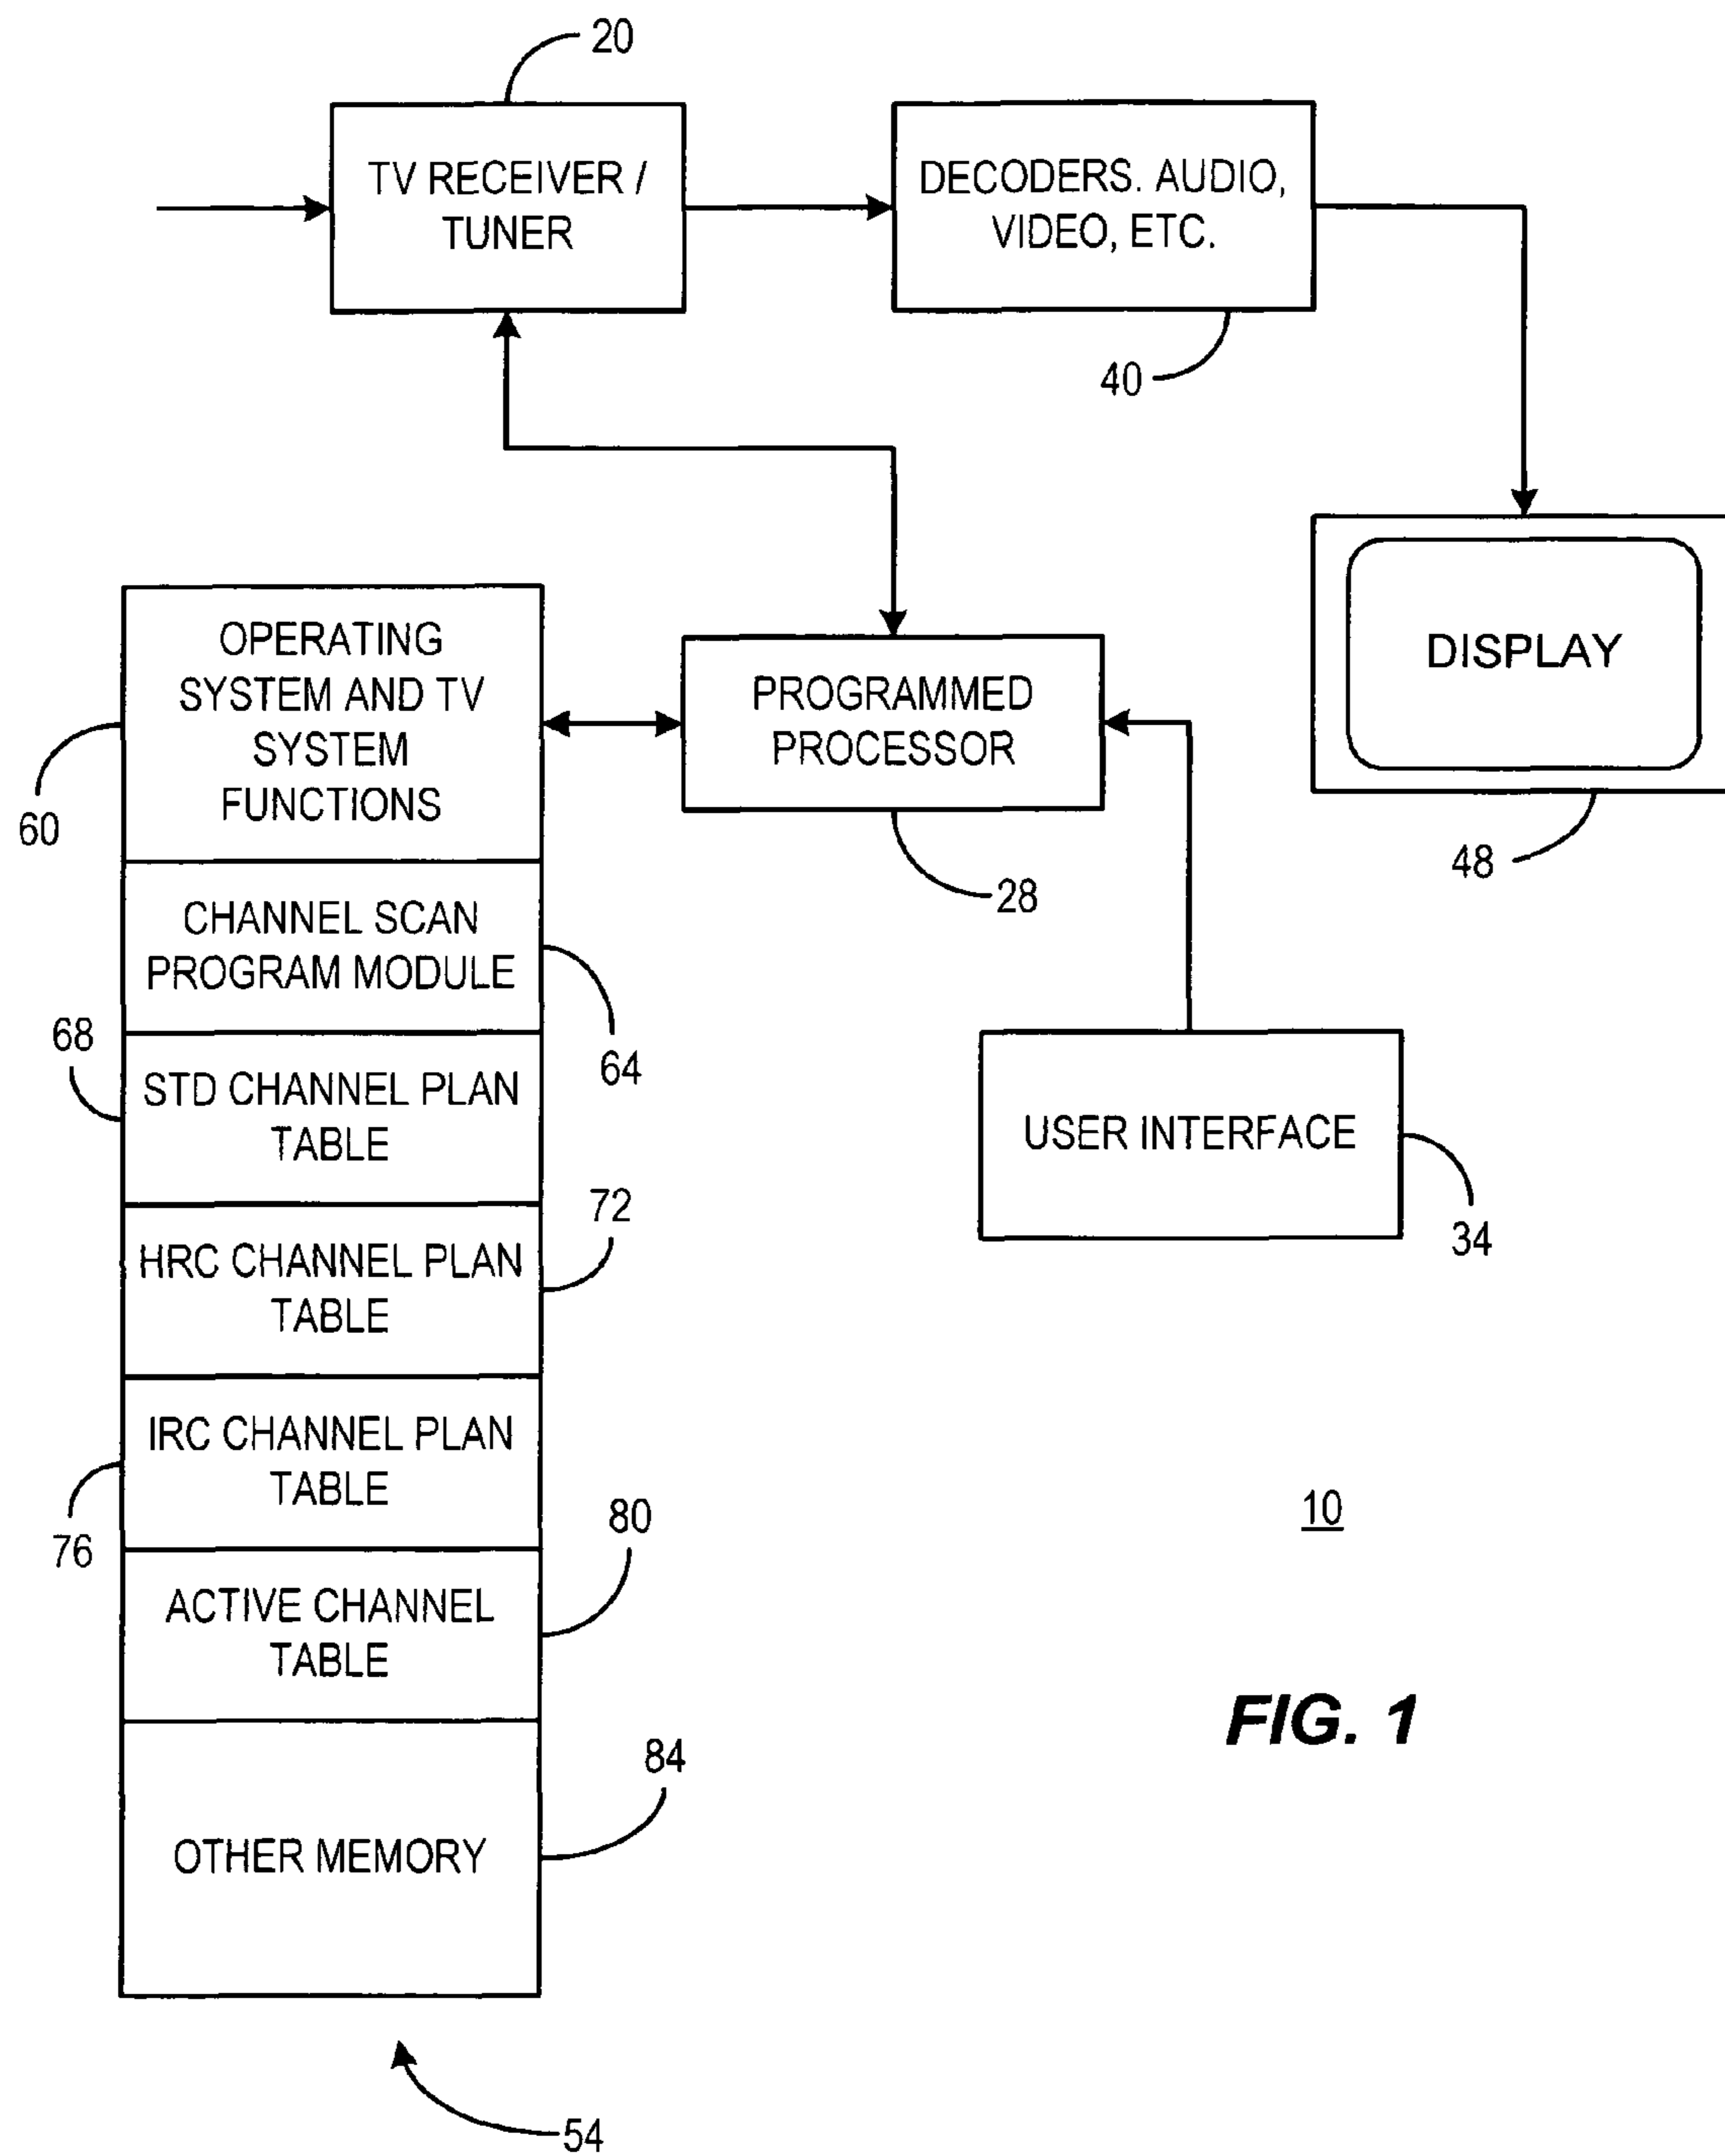 20
TV RECEIVER /
TUNER
DECODERS. AUDIO,
VIDEO, ETC.
40
OPERATING
SYSTEM AND TV
SYSTEM
FUNCTIONS
60
PROGRAMMED
PROCESSOR
28
DISPLAY
48
CHANNEL SCAN
PROGRAM MODULE
64
68
STD CHANNEL PLAN
TABLE
USER INTERFACE
34
72
HRC CHANNEL PLAN
TABLE
IRC CHANNEL PLAN
TABLE
76
80
ACTIVE CHANNEL
TABLE
10
FIG. 1
84
OTHER MEMORY
54